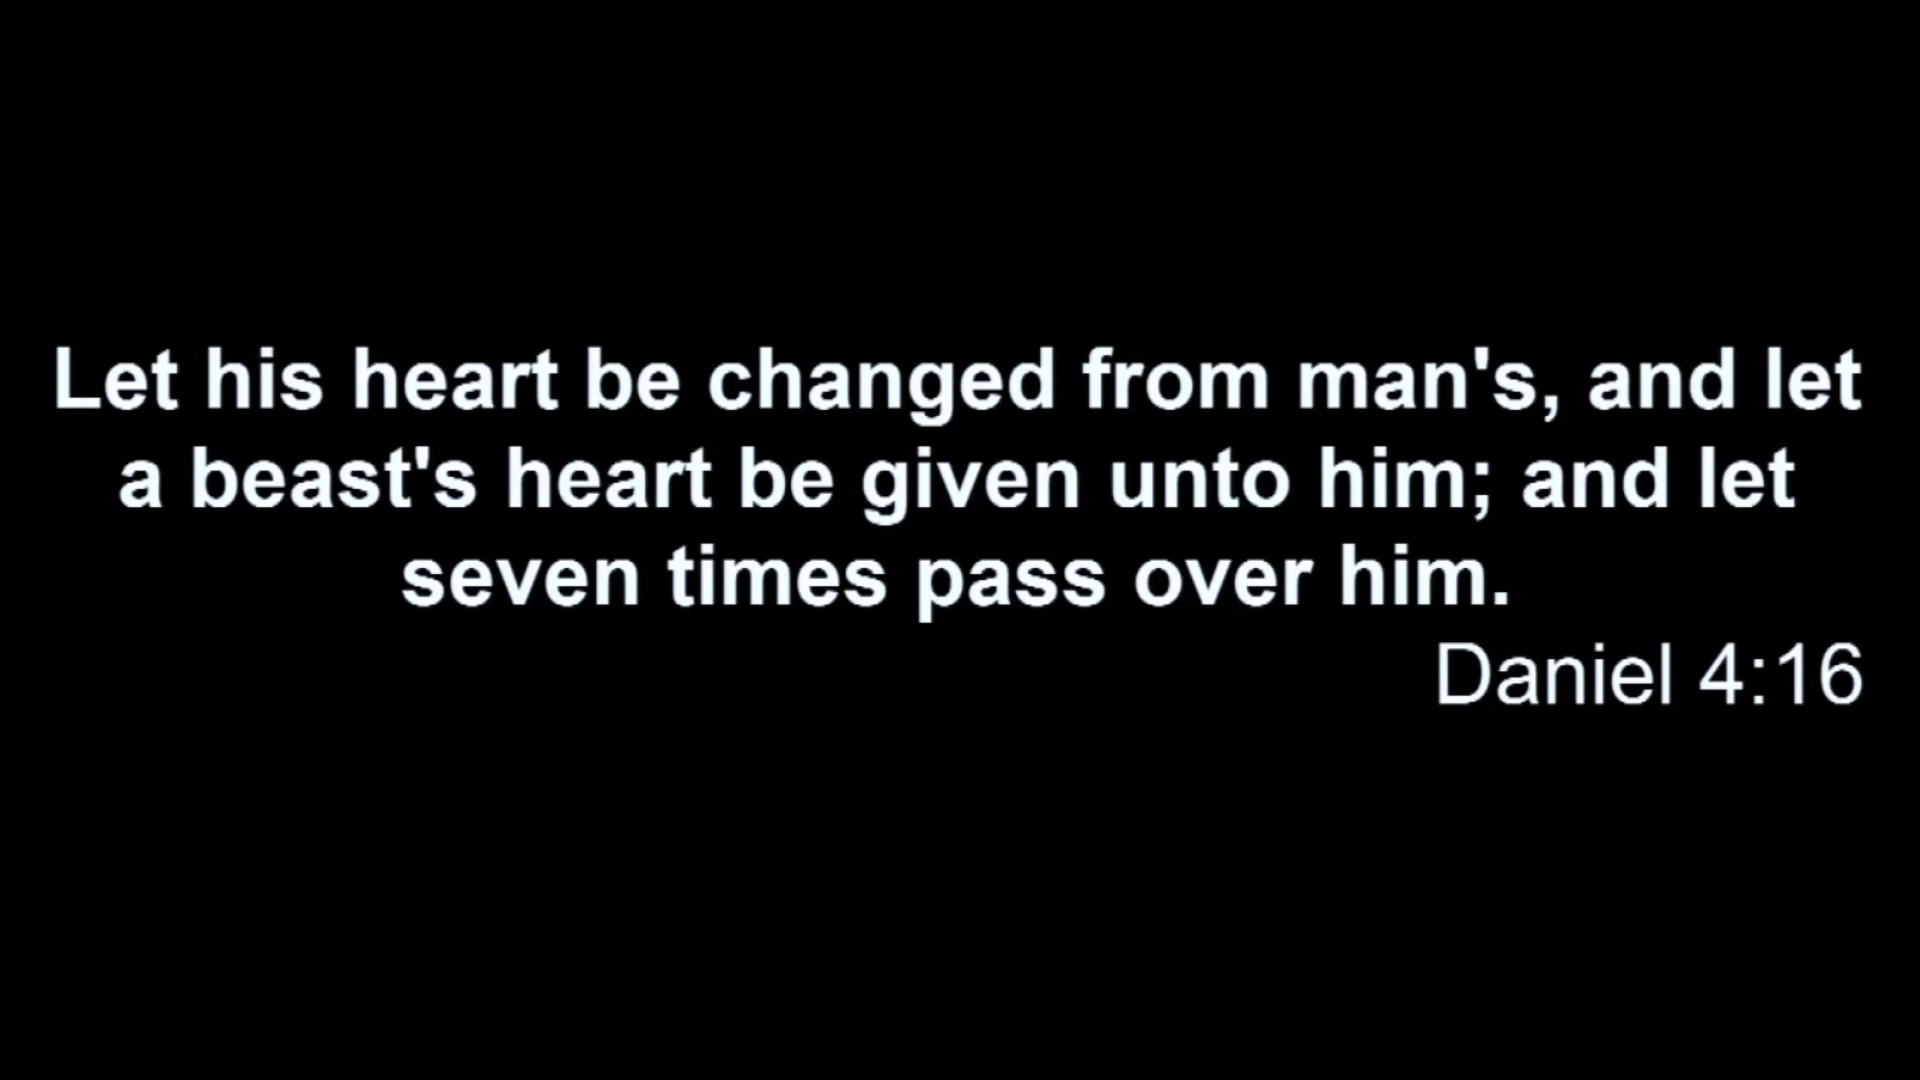 Let his heart be changed from man's, and let
a beast's heart be given unto him; and let
seven times pass over him.
Daniel 4:16